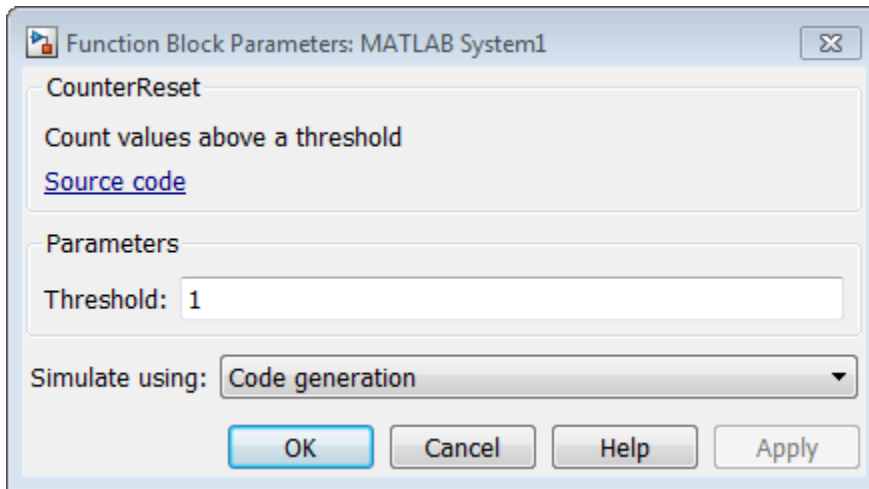 Function Block Parameters: MATLAB System1
CounterReset
Count values above a threshold
Source code
Parameters
Threshold: 1
Simulate using: Code generation
OK Cancel Help Apply